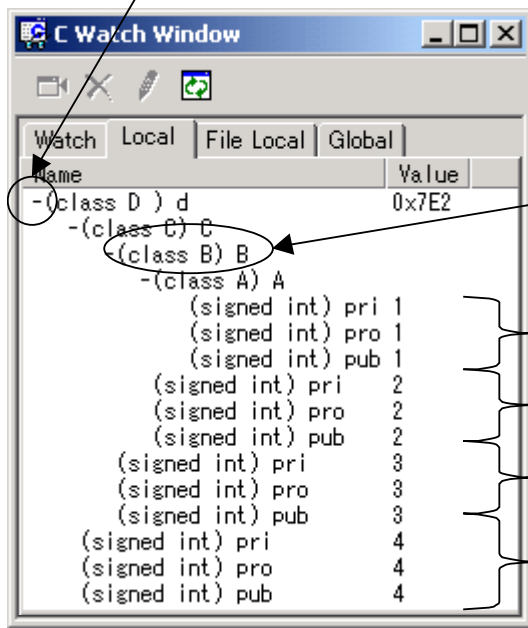 C Watch Window
Watch Local File Local Global
Name Value
-(class D ) d 0x7E2
-(class C) C
-(class B) B
-(class A) A
(signed int) pri 1
(signed int) pro 1
(signed int) pub 1
(signed int) pri 2
(signed int) pro 2
(signed int) pub 2
(signed int) pri 3
(signed int) pro 3
(signed int) pub 3
(signed int) pri 4
(signed int) pro 4
(signed int) pub 4